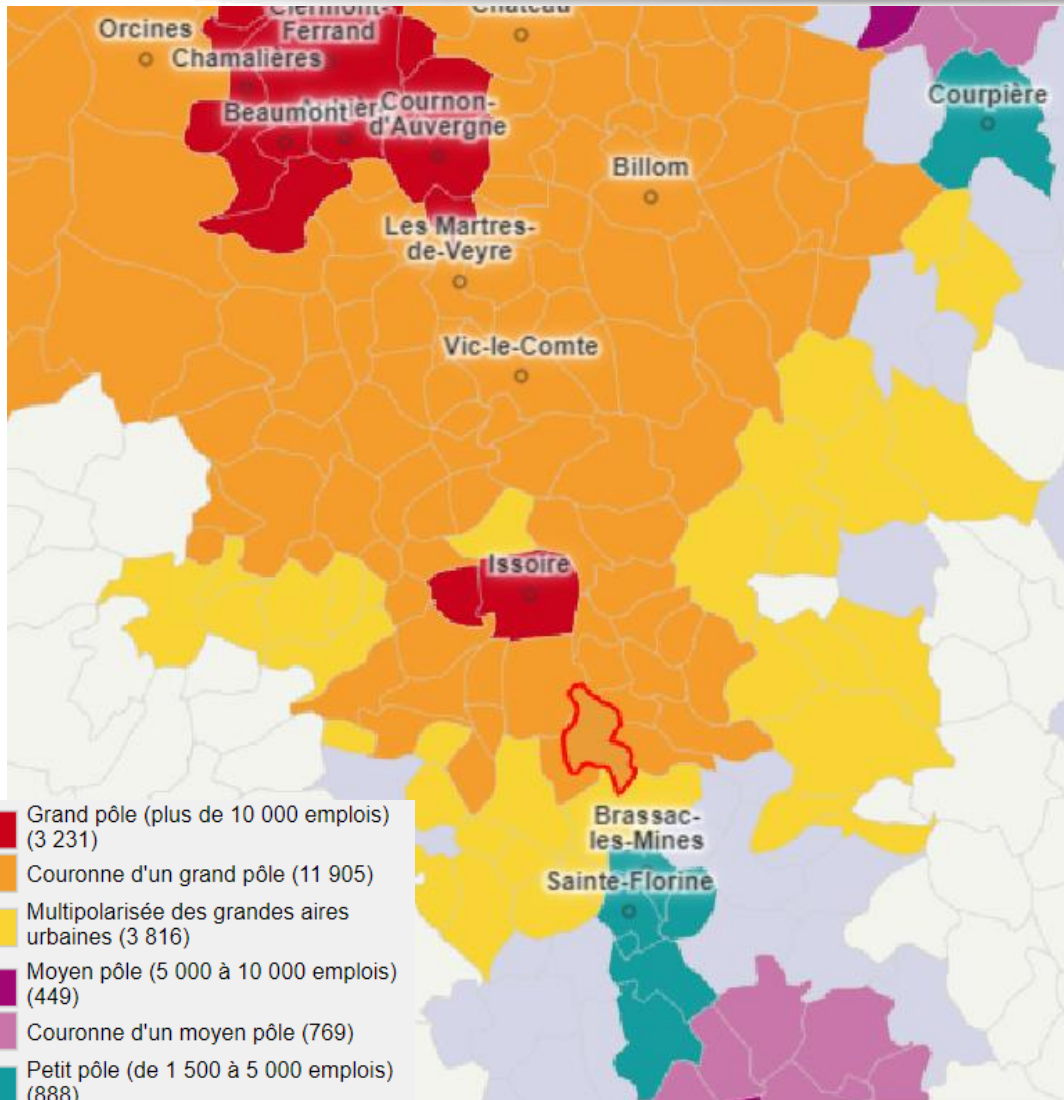 Clermont-
Ferrand
Château
Orcines
Chamalières
Courpière
Beaumont
Cournon-
d'Auvergne
Billom
Les Martres-
de-Veyre
Vic-le-Comte
Issoire
Brassac-
les-Mines
Sainte-Florine
Grand pôle (plus de 10 000 emplois)
(3 231)
Couronne d'un grand pôle (11 905)
Multipolarisée des grandes aires
urbaines (3 816)
Moyen pôle (5 000 à 10 000 emplois)
(449)
Couronne d'un moyen pôle (769)
Petit pôle (de 1 500 à 5 000 emplois)
(888)